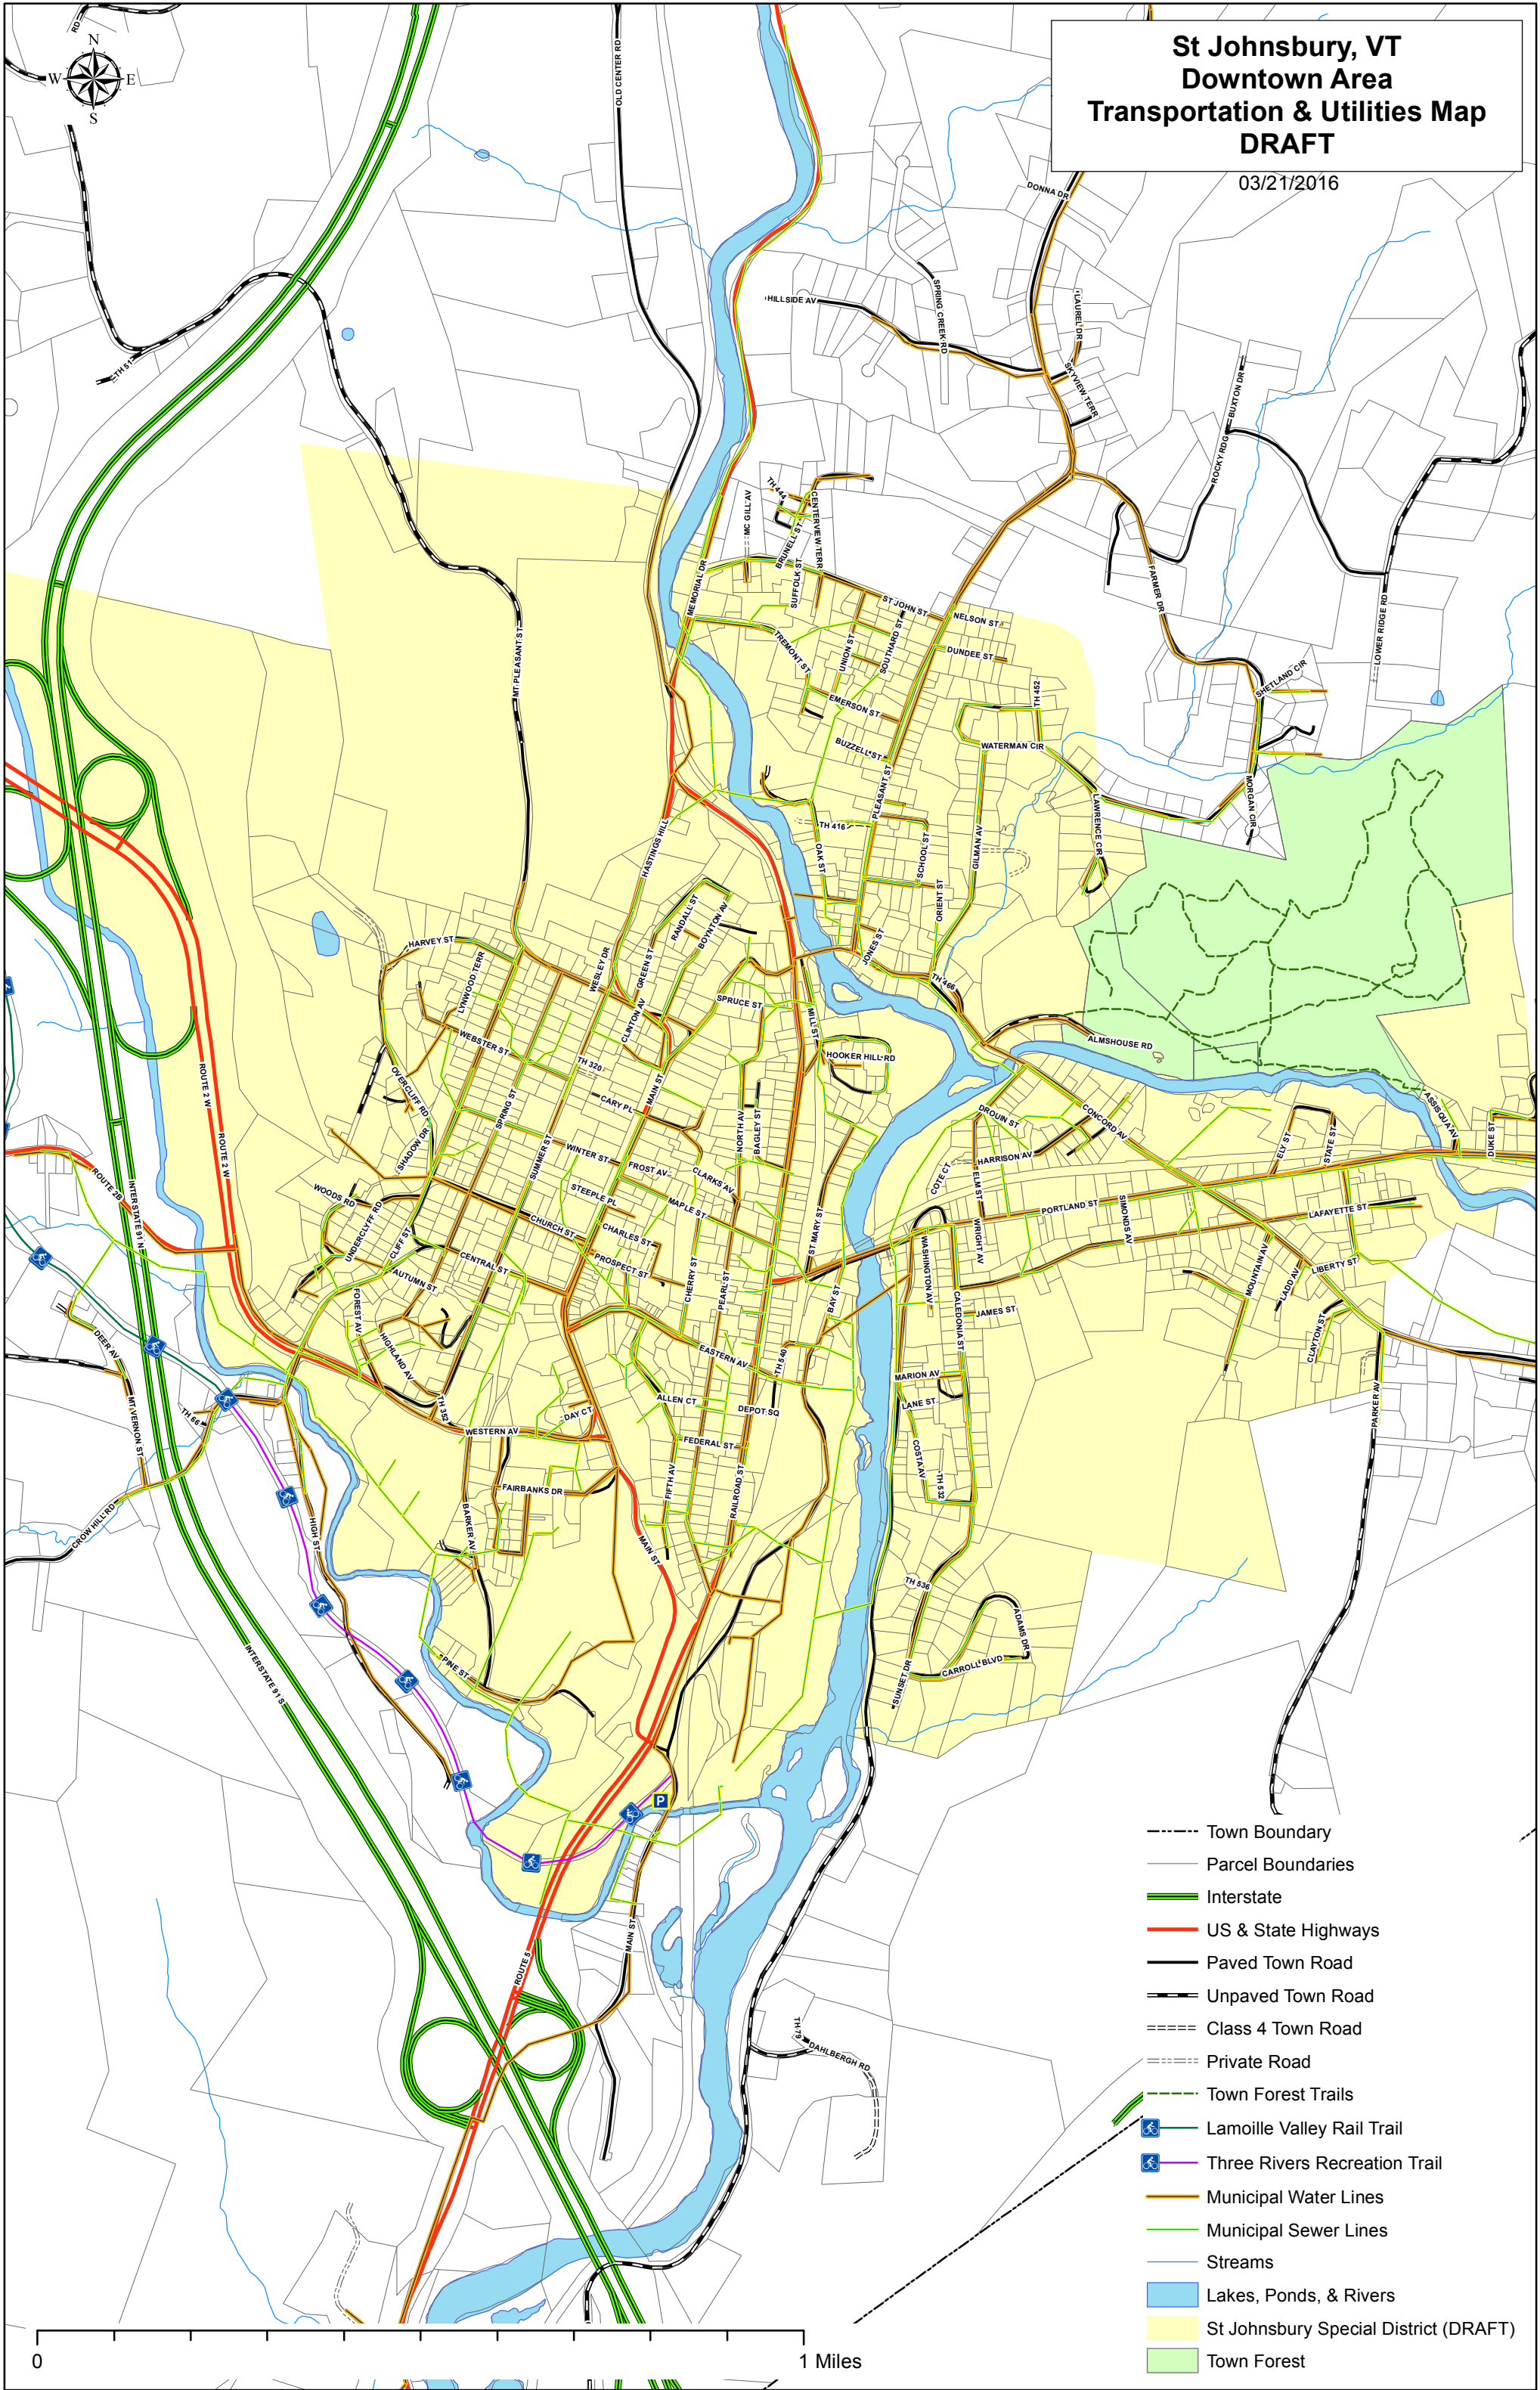 St Johnsbury, VT
Downtown Area
Transportation & Utilities Map
DRAFT
03/21/2016
N
W
E
S
RD
OLD CENTER RD
DONNA DR
HILLSIDE AV
SPRING CREEK RD
LAUREL DR
SKYVIEW TERR
TH 51
BUXTON DR
ROCKY RDG
LOWER RIDGE RD
FARMER DR
SHETLAND CIR
MORGAN CIR
MC GILL AV
TH 444
BRUNELL ST
CENTERVIEW TERR
SUFFOLK ST
MEMORIAL DR
ST JOHN ST
NELSON ST
DUNDEE ST
UNION ST
SOUTHARD ST
TREMONT ST
EMERSON ST
BUZZELL ST
TH 452
WATERMAN CIR
MT PLEASANT ST
PLEASANT ST
LAWRENCE CIR
TH 416
OAK ST
SCHOOL ST
GILMAN AV
ORIENT ST
HASTINGS HILL
RANDALL ST
BOYNTON AV
JONES ST
TH 466
HARVEY ST
LYNWOOD TERR
WESLEY DR
GREEN ST
CLINTON AV
SPRUCE ST
MILL ST
HOOKER HILL RD
ALMSHOUSE RD
WEBSTER ST
TH 320
OVERCLIFF RD
CARY PL
MAIN ST
SPRING ST
SHADOW DR
SUMMER ST
WINTER ST
FROST AV
CLARKS AV
NORTH AV
BAGLEY ST
DROUIN ST
CONCORD AV
ASSISQUA AV
DUKE ST
ELY ST
STATE ST
HARRISON AV
COTE CT
ELM ST
ROUTE 2 W
ROUTE 2 W
ROUTE 2B
INTERSTATE 91 N
WOODS RD
UNDERCLYFF RD
CLIFF ST
STEEPLE PL
MAPLE ST
CHURCH ST
CHARLES ST
PROSPECT ST
CENTRAL ST
AUTUMN ST
CHERRY ST
PEARL ST
ST MARY ST
BAY ST
PORTLAND ST
WRIGHT AV
SIMONDS AV
LAFAYETTE ST
WASHINGTON AV
CALEDONIA ST
JAMES ST
MOUNTAIN AV
CADD AV
LIBERTY ST
CLAYTON ST
PARKER AV
DEER AV
MT VERNON ST
TH 66
CROW HILL RD
FOREST AV
HIGHLAND AV
TH 352
EASTERN AV
TH 540
ALLEN CT
DEPOT SQ
MARION AV
LANE ST
DAY CT
WESTERN AV
FEDERAL ST
COSTA AV
TH 532
FAIRBANKS DR
FIFTH AV
RAILROAD ST
BARKER AV
HIGH ST
MAIN ST
TH 536
ADAMS DR
CARROLL BLVD
SUNSET DR
PINE ST
INTERSTATE 91 S
P
MAIN ST
ROUTE 5
TH 79
DAHLBERGH RD
Town Boundary
Parcel Boundaries
Interstate
US & State Highways
Paved Town Road
Unpaved Town Road
Class 4 Town Road
Private Road
Town Forest Trails
Lamoille Valley Rail Trail
Three Rivers Recreation Trail
Municipal Water Lines
Municipal Sewer Lines
Streams
Lakes, Ponds, & Rivers
St Johnsbury Special District (DRAFT)
Town Forest
0
1 Miles